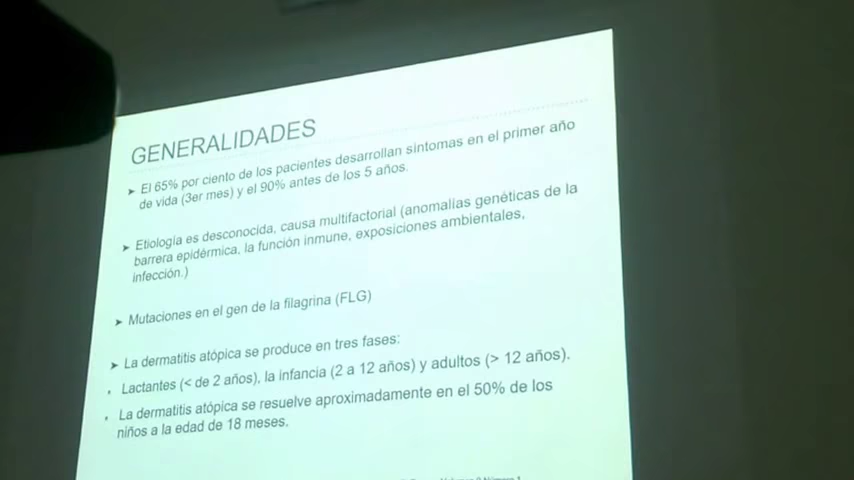 GENERALIDADES
➤ El 65% por ciento de los pacientes desarrollan síntomas en el primer año
de vida (3er mes) y el 90% antes de los 5 años.
➤ Etiología es desconocida, causa multifactorial (anomalías genéticas de la
barrera epidérmica, la función inmune, exposiciones ambientales,
infección.)
➤ Mutaciones en el gen de la filagrina (FLG)
➤ La dermatitis atópica se produce en tres fases:
• Lactantes (< de 2 años), la infancia (2 a 12 años) y adultos (> 12 años).
• La dermatitis atópica se resuelve aproximadamente en el 50% de los
niños a la edad de 18 meses.